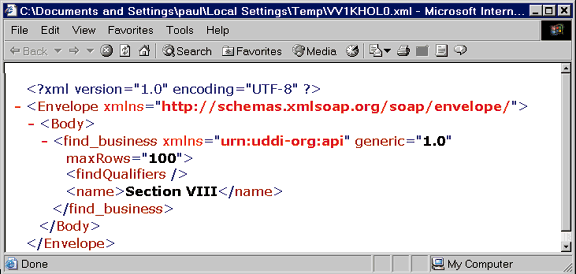 C:\Documents and Settings\paul\Local Settings\Temp\VV1KHOL0.xml - Microsoft Intern...
File Edit View Favorites Tools Help
Back Search Favorites Media
<?xml version="1.0" encoding="UTF-8" ?>
- <Envelope xmlns="http://schemas.xmlsoap.org/soap/envelope/">
- <Body>
- <find_business xmlns="urn:uddi-org:api" generic="1.0"
maxRows="100">
<findQualifiers />
<name>Section VIII</name>
</find_business>
</Body>
</Envelope>
Done My Computer